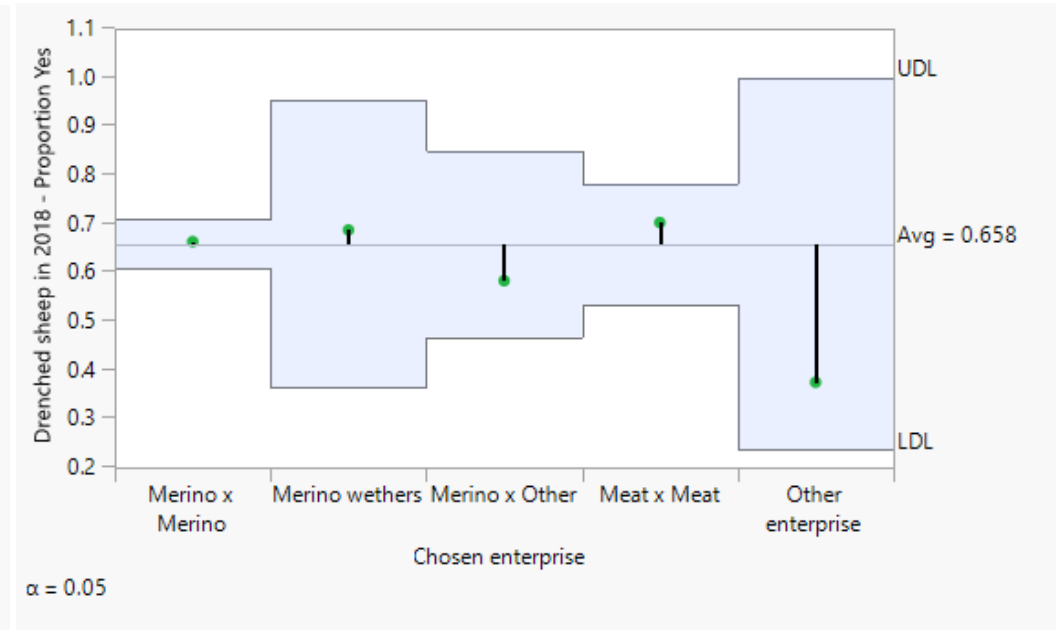 Drenched sheep in 2018 - Proportion Yes
1.1
1.0
0.9
0.8
0.7
0.6
0.5
0.4
0.3
0.2
UDL
Avg = 0.658
LDL
Merino x
Merino
Merino wethers
Merino x Other
Meat x Meat
Other
enterprise
Chosen enterprise
α = 0.05